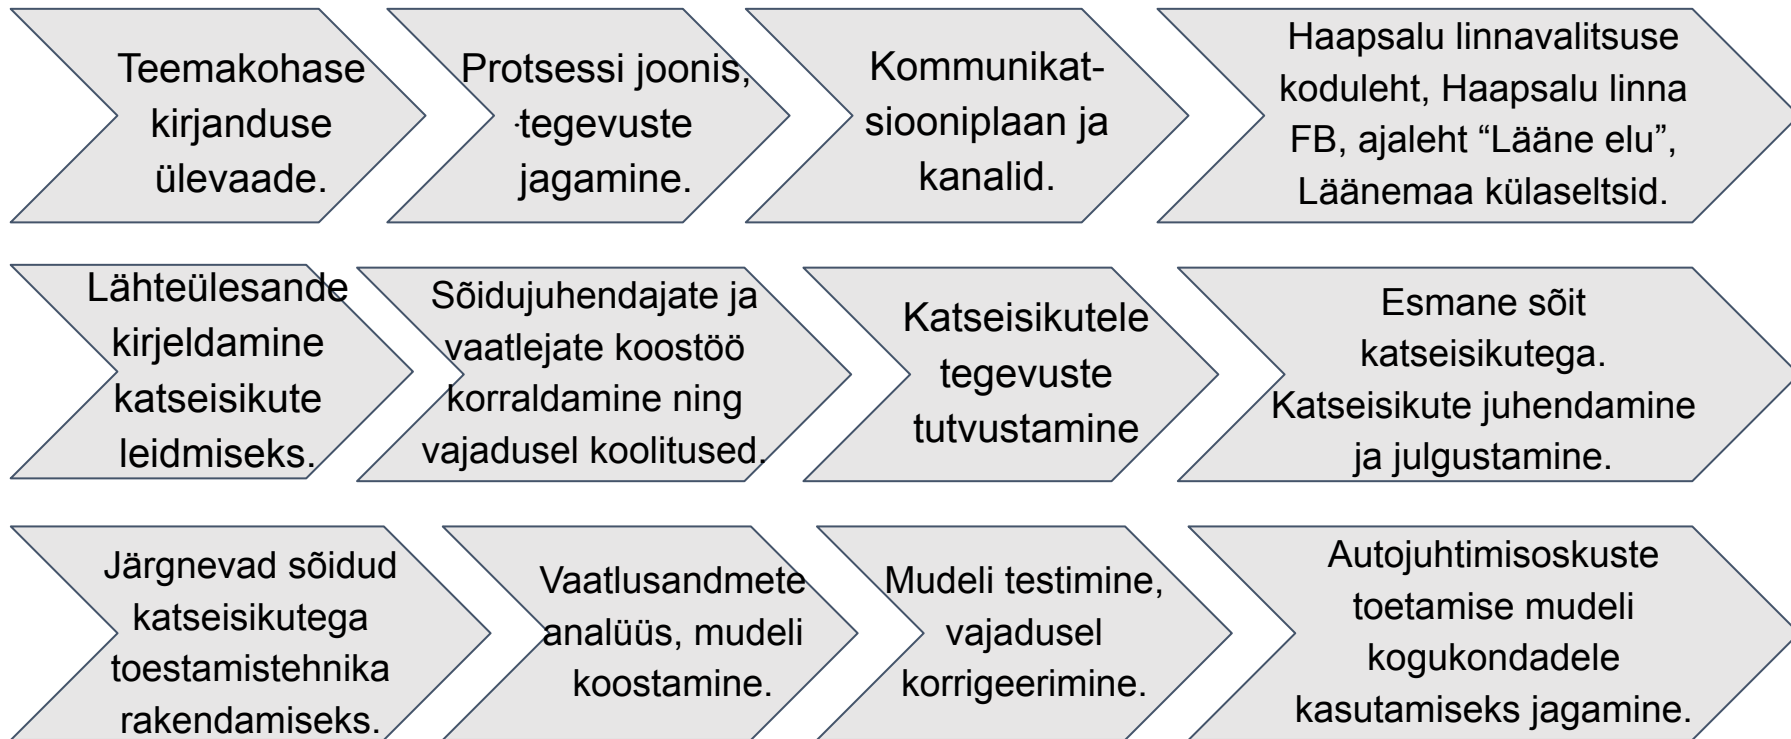 Teemakohase
kirjanduse
ülevaade.
Protsessi joonis,
tegevuste
jagamine.
Kommunikat-
siooniplaan ja
kanalid.
Haapsalu linnavalitsuse
koduleht, Haapsalu linna
FB, ajaleht “Lääne elu”,
Läänemaa külaseltsid.
Lähteülesande
kirjeldamine
katseisikute
leidmiseks.
Sõidujuhendajate ja
vaatlejate koostöö
korraldamine ning
vajadusel koolitused.
Katseisikutele
tegevuste
tutvustamine
Esmane sõit
katseisikutega.
Katseisikute juhendamine
ja julgustamine.
Järgnevad sõidud
katseisikutega
toestamistehnika
rakendamiseks.
Vaatlusandmete
analüüs, mudeli
koostamine.
Mudeli testimine,
vajadusel
korrigeerimine.
Autojuhtimisoskuste
toetamise mudeli
kogukondadele
kasutamiseks jagamine.